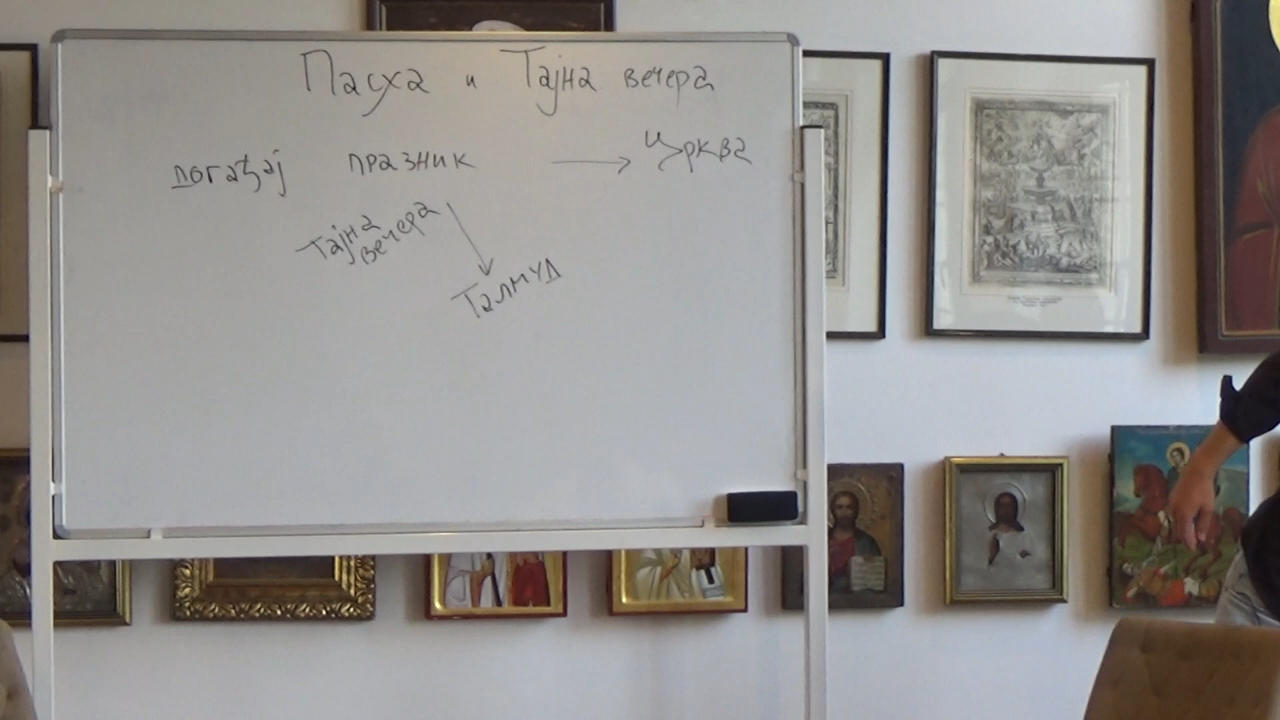 Пасха и Тајна вечера
догађај празник → Црква
Тајна вечера
Талмуд